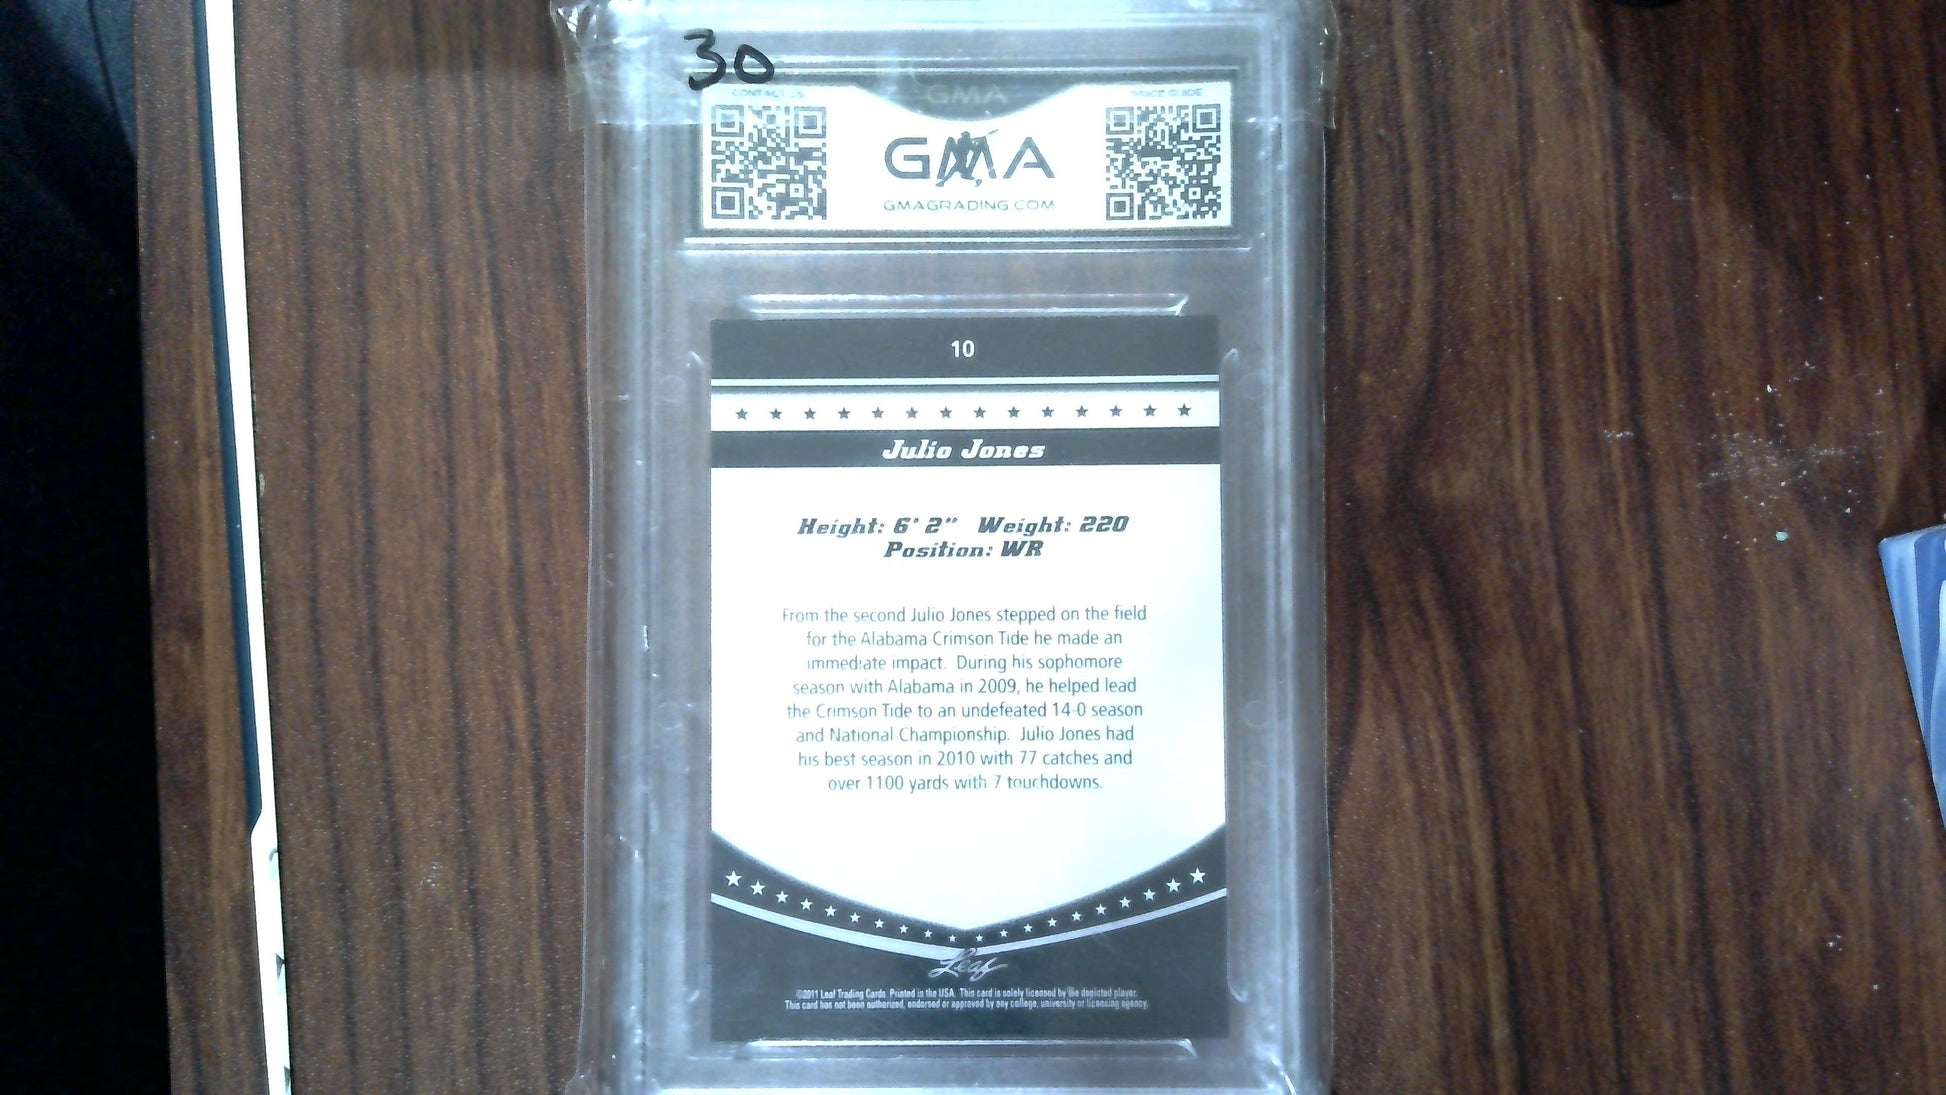 30
CONTACT US
GMA
PRICE GUIDE
GMA
GMAGRADING.COM
10
Julio Jones
Height: 6' 2" Weight: 220
Position: WR
From the second Julio Jones stepped on the field
for the Alabama Crimson Tide he made an
immediate impact. During his sophomore
season with Alabama in 2009, he helped lead
the Crimson Tide to an undefeated 14-0 season
and National Championship. Julio Jones had
his best season in 2010 with 77 catches and
over 1100 yards with 7 touchdowns.
Leaf
©2011 Leaf Trading Cards. Printed in the USA. This card is solely licensed by the depicted player.
This card has not been authorized, endorsed or approved by any college, university or licensing agency.